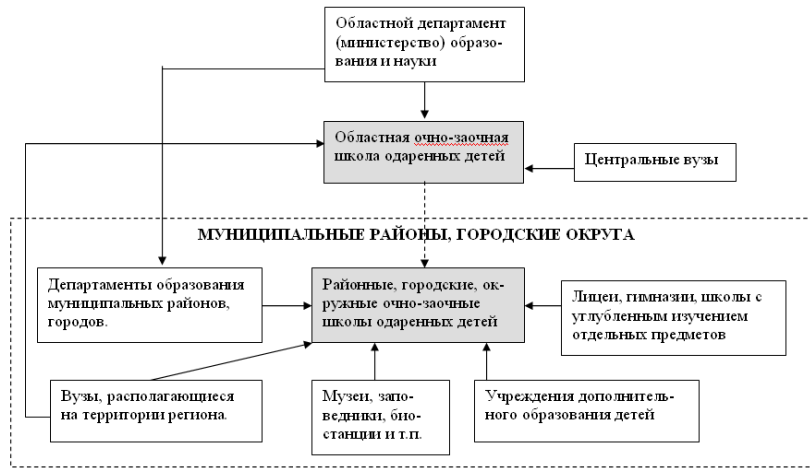 Областной департамент
(министерство) образо-
вания и науки
Областная очно-заочная
школа одаренных детей
Центральные вузы
МУНИЦИПАЛЬНЫЕ РАЙОНЫ, ГОРОДСКИЕ ОКРУГА
Департаменты образования
муниципальных районов,
городов.
Районные, городские, ок-
ружные очно-заочные
школы одаренных детей
Лицеи, гимназии, школы с
углубленным изучением
отдельных предметов
Вузы, располагающиеся
на территории региона.
Музеи, запо-
ведники, био-
станции и т.п.
Учреждения дополнитель-
ного образования детей